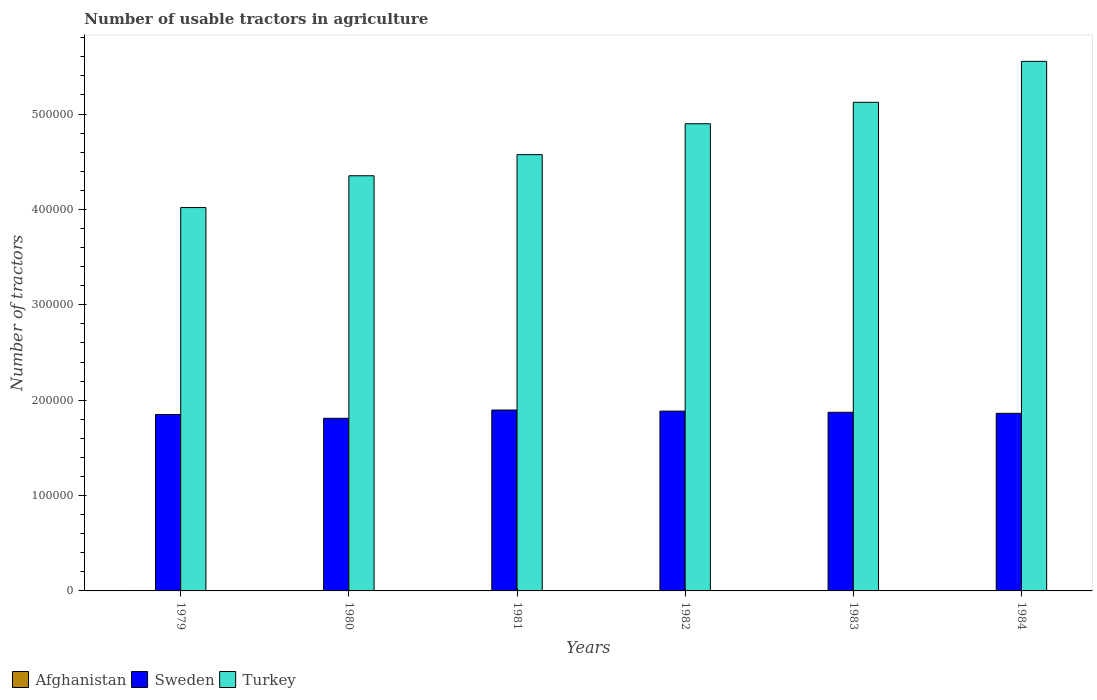 Number of usable tractors in agriculture
Number of tractors
0
100000
200000
300000
400000
500000
1979
1980
1981
1982
1983
1984
Years
Afghanistan
Sweden
Turkey